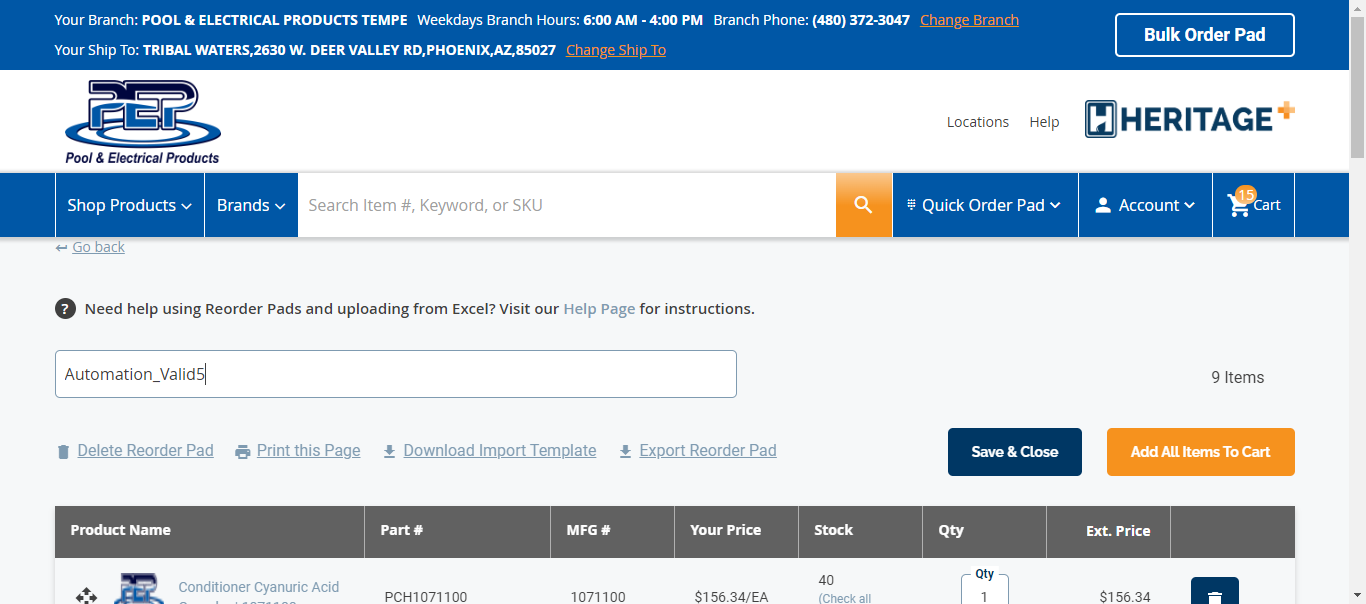 Your Branch: POOL & ELECTRICAL PRODUCTS TEMPE Weekdays Branch Hours: 6:00 AM - 4:00 PM Branch Phone: (480) 372-3047 Change Branch
Your Ship To: TRIBAL WATERS,2630 W. DEER VALLEY RD,PHOENIX,AZ,85027 Change Ship To
Bulk Order Pad
PEP
Pool & Electrical Products
Locations Help HERITAGE+
Shop Products Brands Search Item #, Keyword, or SKU Quick Order Pad Account 15 Cart
Go back
? Need help using Reorder Pads and uploading from Excel? Visit our Help Page for instructions.
Automation_Valid5
9 Items
Delete Reorder Pad Print this Page Download Import Template Export Reorder Pad Save & Close Add All Items To Cart
Product Name Part # MFG # Your Price Stock Qty Ext. Price
Conditioner Cyanuric Acid
PCH1071100 1071100 $156.34/EA
40
(Check all
Qty
1
$156.34